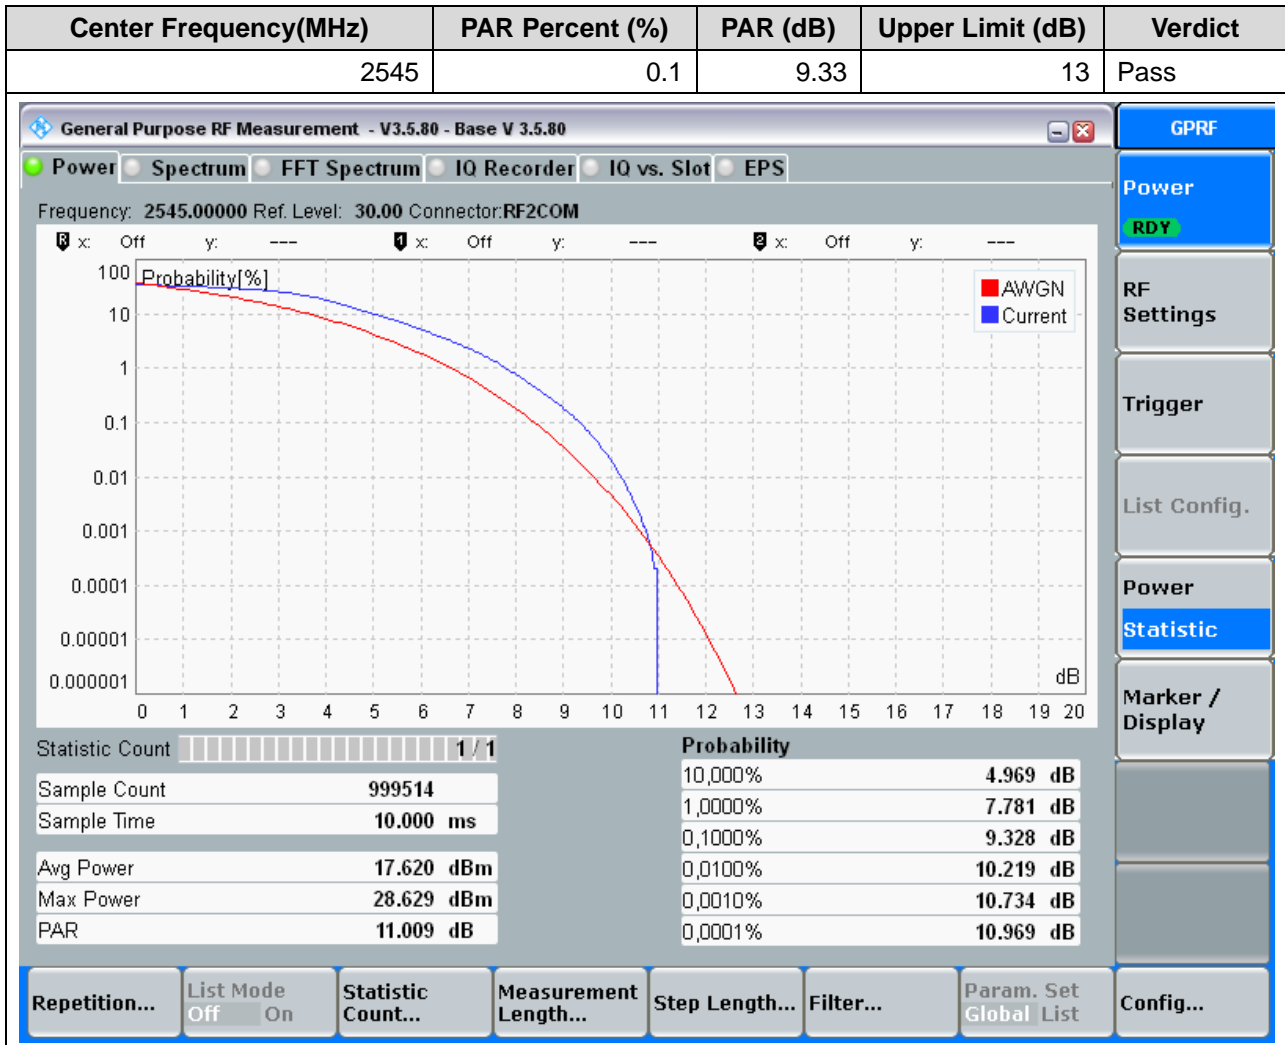 Center Frequency(MHz) PAR Percent (%) PAR (dB) Upper Limit (dB) Verdict
2545 0.1 9.33 13 Pass
General Purpose RF Measurement - V3.5.80 - Base V 3.5.80
GPRF
Power Spectrum FFT Spectrum IQ Recorder IQ vs. Slot EPS
Power
RDY
Frequency: 2545.00000 Ref. Level: 30.00 Connector:RF2COM
R x: Off y: --- 1 x: Off y: --- 2 x: Off y: ---
100 Probability[%]
AWGN
Current
10
1
0.1
0.01
0.001
0.0001
0.00001
0.000001
dB
0 1 2 3 4 5 6 7 8 9 10 11 12 13 14 15 16 17 18 19 20
RF
Settings
Trigger
List Config.
Power
Statistic
Marker /
Display
Statistic Count 1 / 1
Sample Count 999514
Sample Time 10.000 ms
Avg Power 17.620 dBm
Max Power 28.629 dBm
PAR 11.009 dB
Probability
10,000% 4.969 dB
1,0000% 7.781 dB
0,1000% 9.328 dB
0,0100% 10.219 dB
0,0010% 10.734 dB
0,0001% 10.969 dB
Repetition...
List Mode
Off On
Statistic
Count...
Measurement
Length...
Step Length...
Filter...
Param. Set
Global List
Config...